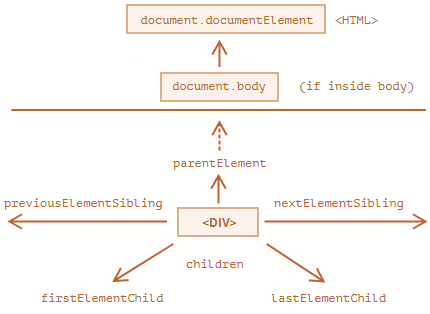 document.documentElement <HTML>
document.body (if inside body)
parentElement
previousElementSibling nextElementSibling
<DIV>
children
firstElementChild lastElementChild